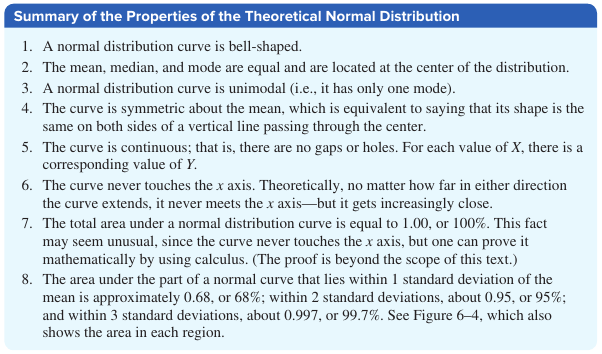 Summary of the Properties of the Theoretical Normal Distribution
1. A normal distribution curve is bell-shaped.
2. The mean, median, and mode are equal and are located at the center of the distribution.
3. A normal distribution curve is unimodal (i.e., it has only one mode).
4. The curve is symmetric about the mean, which is equivalent to saying that its shape is the
same on both sides of a vertical line passing through the center.
5. The curve is continuous; that is, there are no gaps or holes. For each value of X, there is a
corresponding value of Y.
6. The curve never touches the x axis. Theoretically, no matter how far in either direction
the curve extends, it never meets the x axis—but it gets increasingly close.
7. The total area under a normal distribution curve is equal to 1.00, or 100%. This fact
may seem unusual, since the curve never touches the x axis, but one can prove it
mathematically by using calculus. (The proof is beyond the scope of this text.)
8. The area under the part of a normal curve that lies within 1 standard deviation of the
mean is approximately 0.68, or 68%; within 2 standard deviations, about 0.95, or 95%;
and within 3 standard deviations, about 0.997, or 99.7%. See Figure 6–4, which also
shows the area in each region.